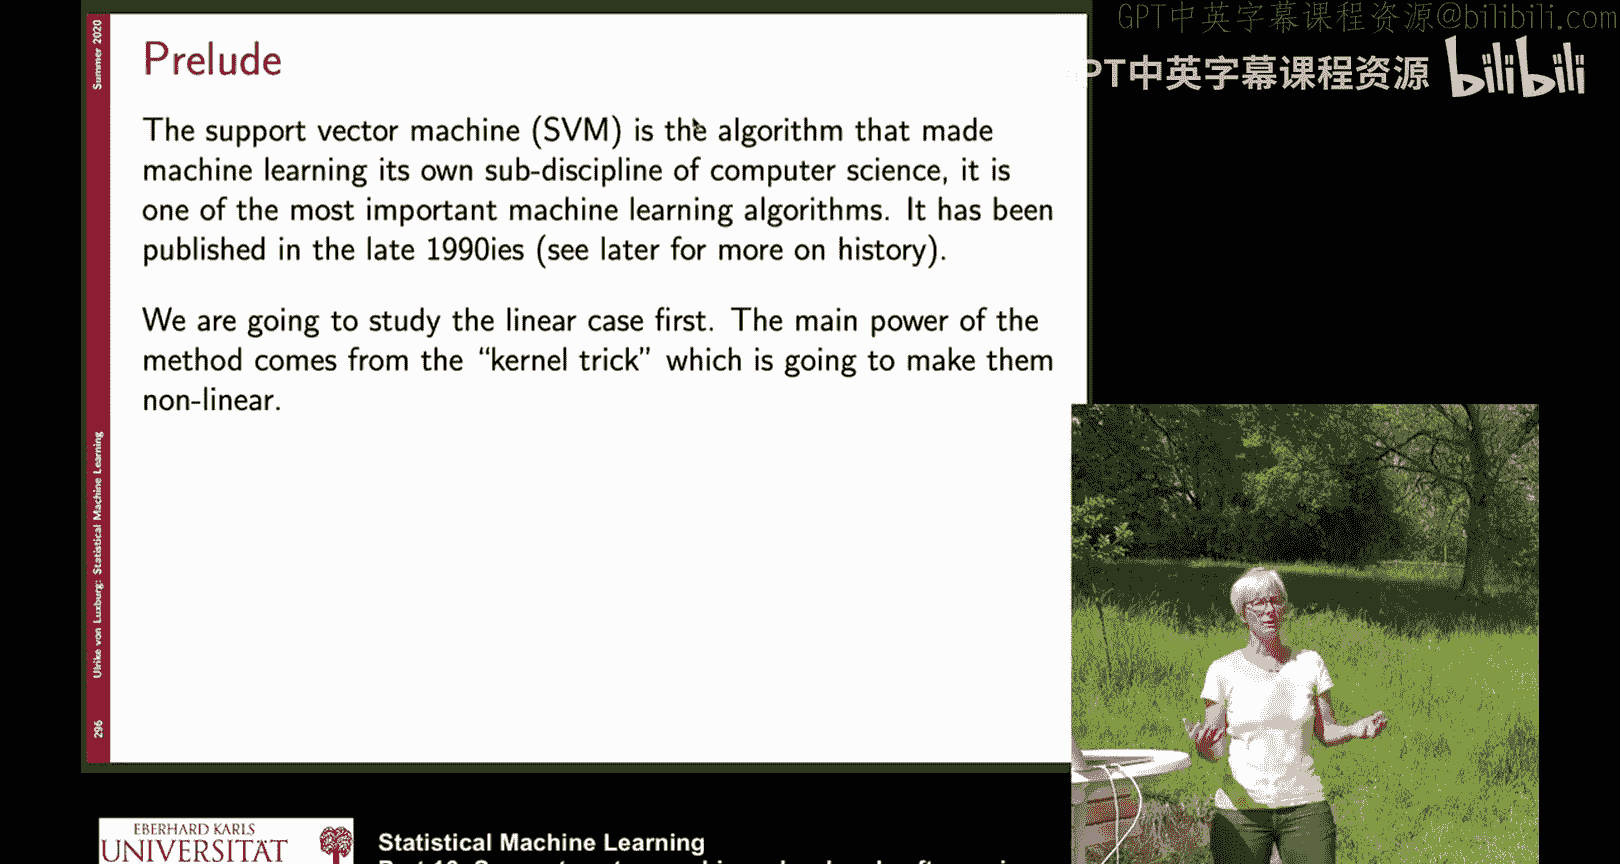 GPT中英字幕课程资源@bilibili.com
PT中英字幕课程资源 bilibili
Summer 2020
Prelude
The support vector machine (SVM) is the algorithm that made
machine learning its own sub-discipline of computer science, it is
one of the most important machine learning algorithms. It has been
published in the late 1990ies (see later for more on history).
We are going to study the linear case first. The main power of the
method comes from the “kernel trick” which is going to make them
non-linear.
Ulrike von Luxburg: Statistical Machine Learning
296
EBERHARD KARLS
UNIVERSITÄT
Statistical Machine Learning